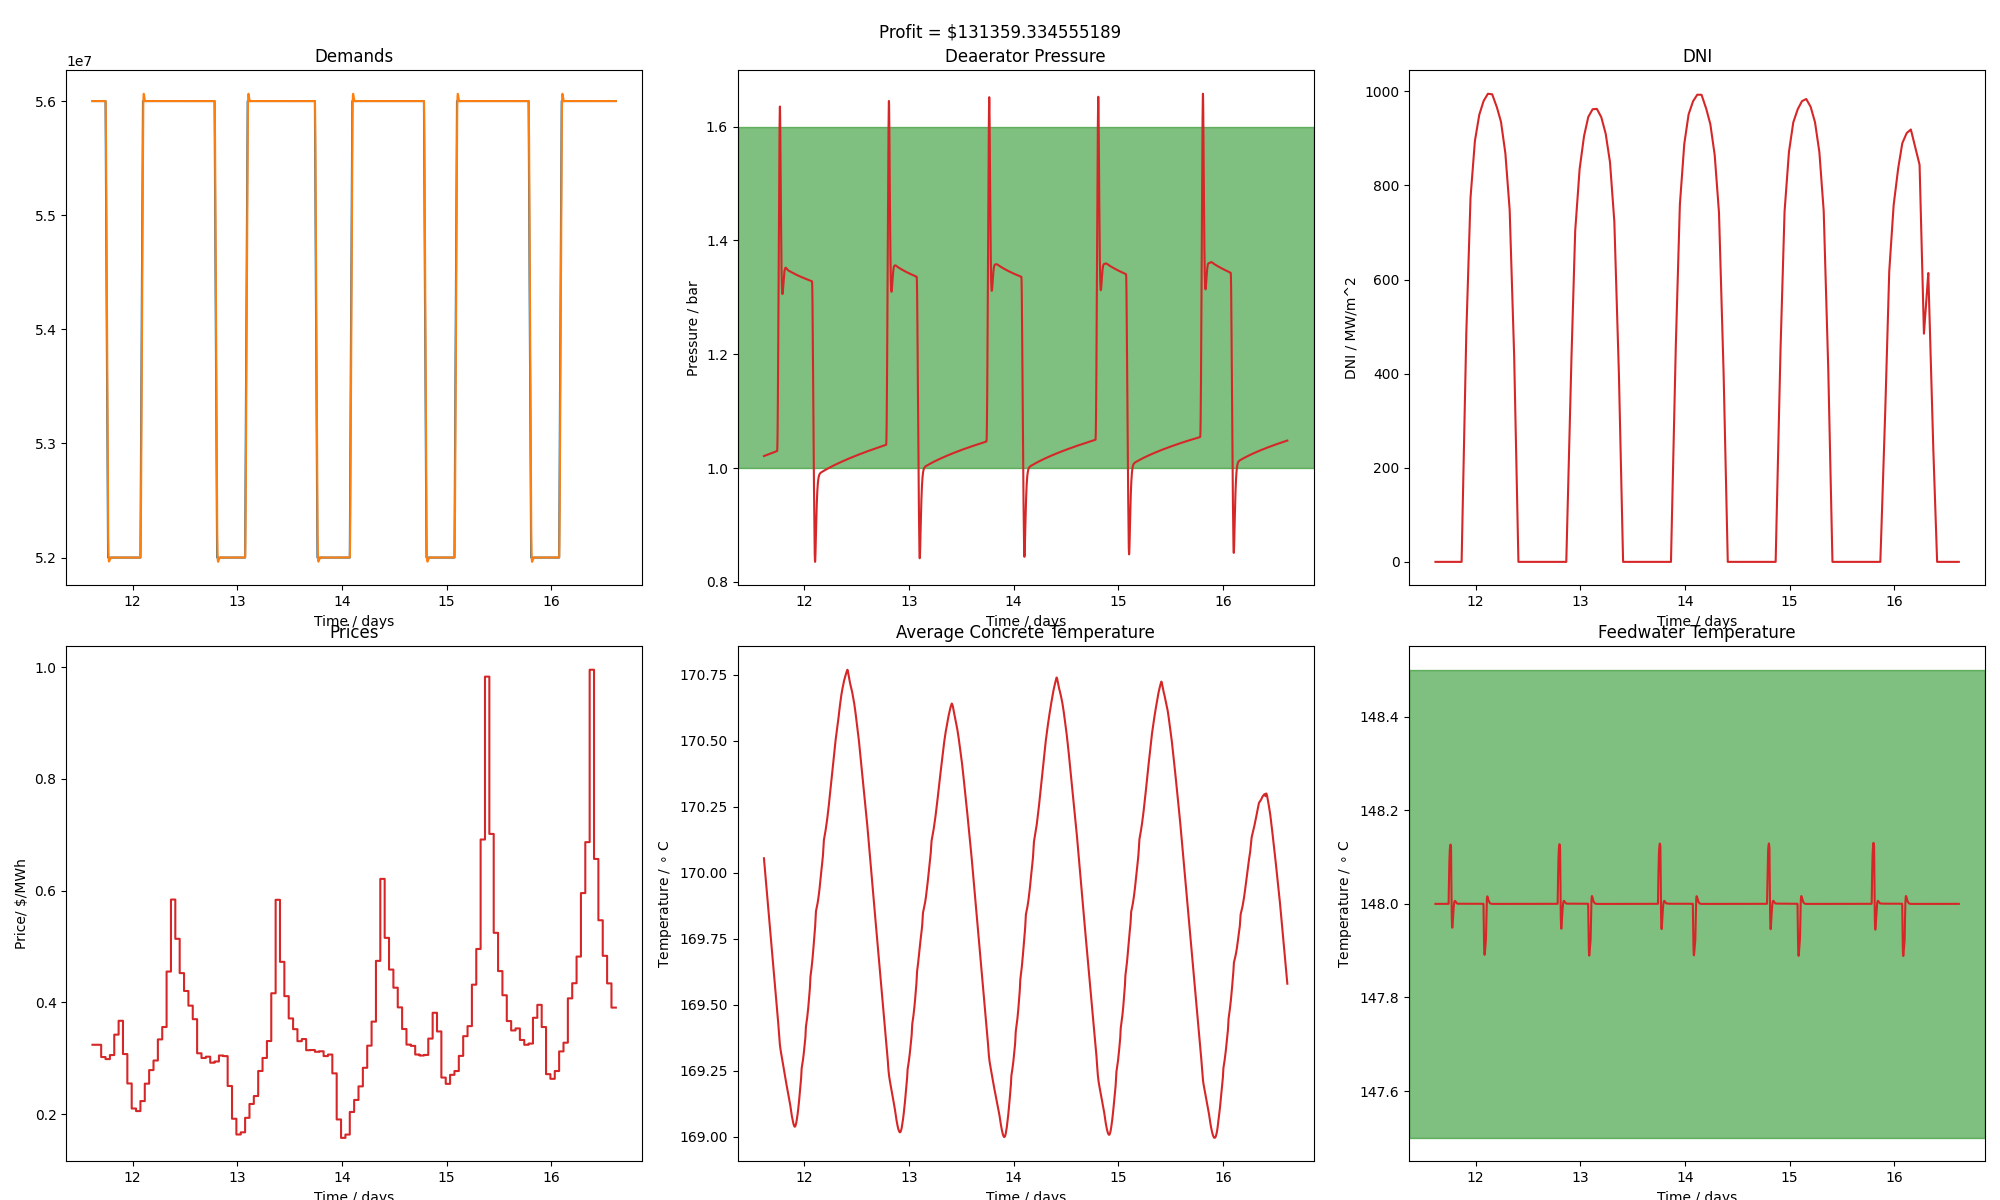 Profit = $131359.334555189
Demands
1e7
5.6
5.5
5.4
5.3
5.2
12 13 14 15 16
Time / days
Deaerator Pressure
Pressure / bar
1.6
1.4
1.2
1.0
0.8
12 13 14 15 16
Time / days
DNI
DNI / MW/m^2
1000
800
600
400
200
0
12 13 14 15 16
Time / days
Prices
Price/ $/MWh
1.0
0.8
0.6
0.4
0.2
12 13 14 15 16
Time / days
Average Concrete Temperature
Temperature / ∘ C
170.75
170.50
170.25
170.00
169.75
169.50
169.25
169.00
12 13 14 15 16
Time / days
Feedwater Temperature
Temperature / ∘ C
148.4
148.2
148.0
147.8
147.6
12 13 14 15 16
Time / days